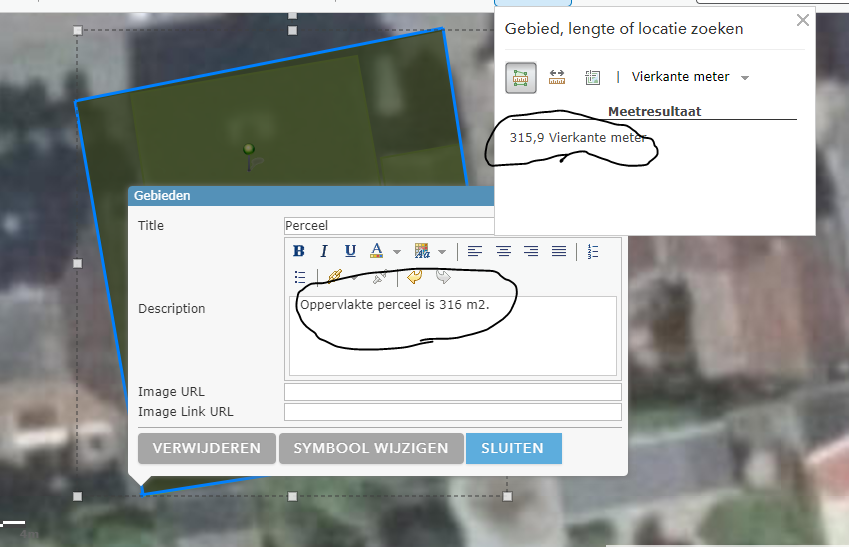 Gebied, lengte of locatie zoeken
Vierkante meter
Meetresultaat
315,9 Vierkante meter
Gebieden
Title
Perceel
B I U A
Description
Oppervlakte perceel is 316 m2.
Image URL
Image Link URL
VERWIJDEREN
SYMBOOL WIJZIGEN
SLUITEN